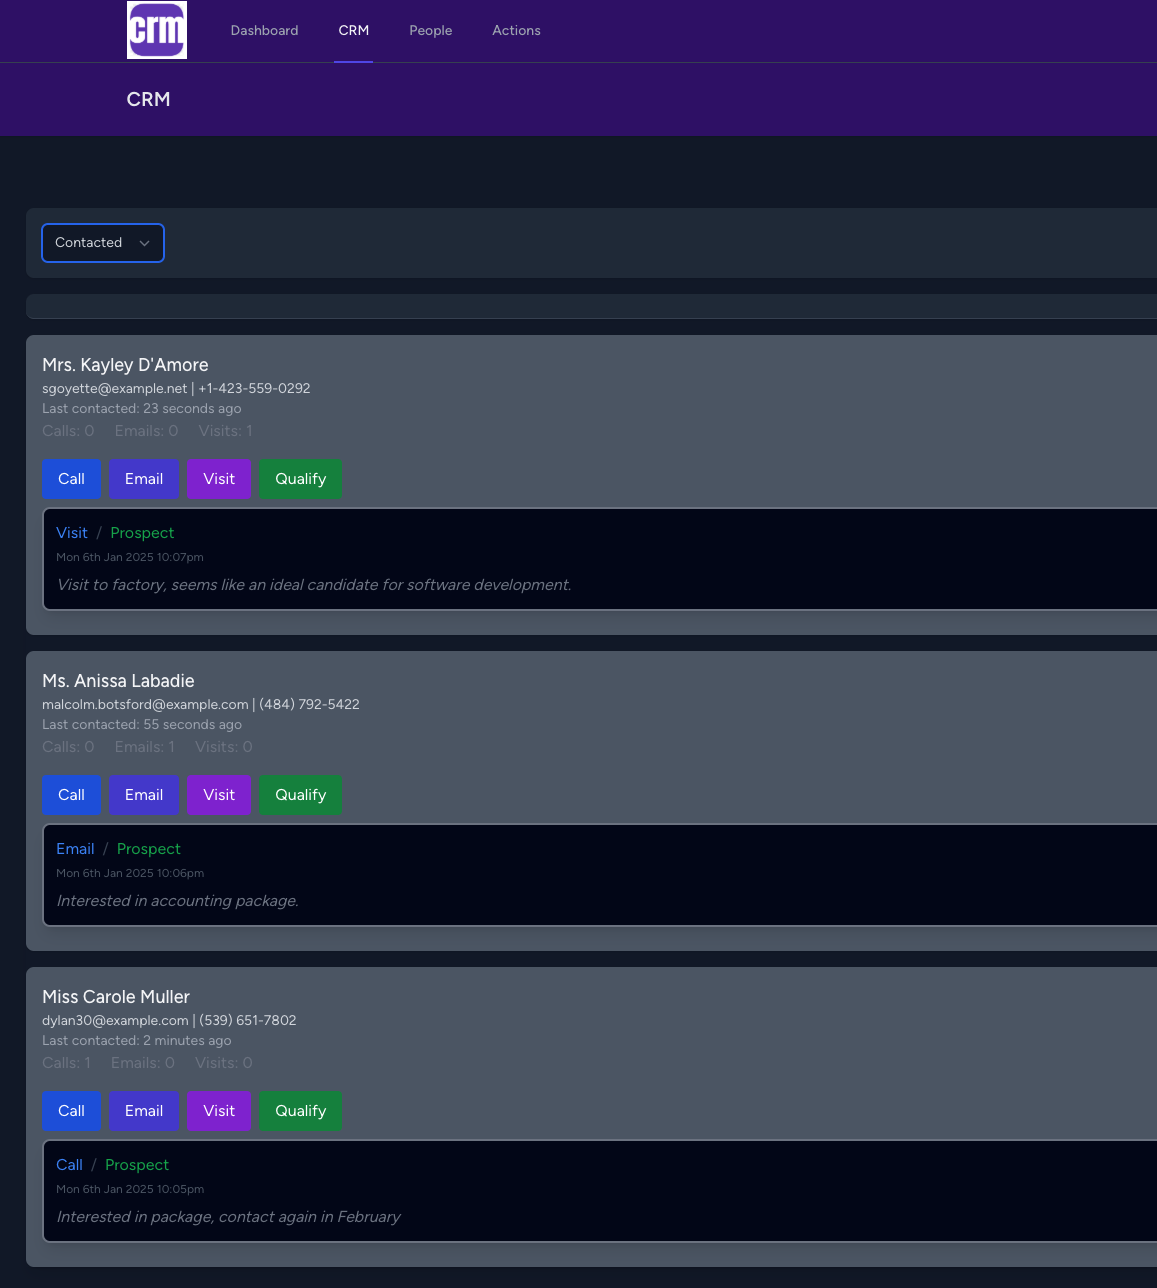 crm Dashboard CRM People Actions
CRM
Contacted
Mrs. Kayley D'Amore
sgoyette@example.net | +1-423-559-0292
Last contacted: 23 seconds ago
Calls: 0 Emails: 0 Visits: 1
Call Email Visit Qualify
Visit / Prospect
Mon 6th Jan 2025 10:07pm
Visit to factory, seems like an ideal candidate for software development.
Ms. Anissa Labadie
malcolm.botsford@example.com | (484) 792-5422
Last contacted: 55 seconds ago
Calls: 0 Emails: 1 Visits: 0
Call Email Visit Qualify
Email / Prospect
Mon 6th Jan 2025 10:06pm
Interested in accounting package.
Miss Carole Muller
dylan30@example.com | (539) 651-7802
Last contacted: 2 minutes ago
Calls: 1 Emails: 0 Visits: 0
Call Email Visit Qualify
Call / Prospect
Mon 6th Jan 2025 10:05pm
Interested in package, contact again in February